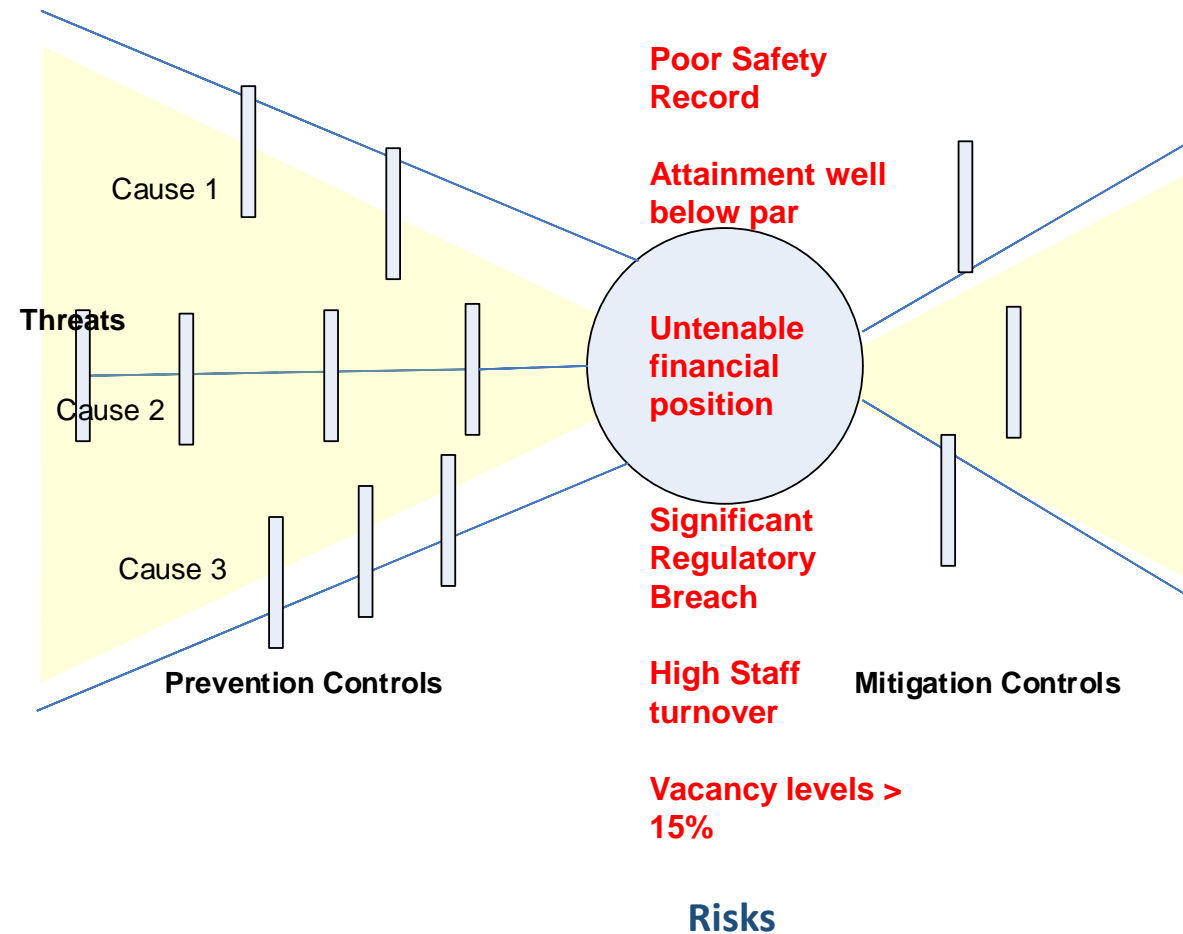 Poor Safety
Record
Attainment well
below par
Cause 1
Threats
Untenable
financial
position
Cause 2
Significant
Regulatory
Breach
Cause 3
Prevention Controls
High Staff
turnover
Mitigation Controls
Vacancy levels >
15%
Risks